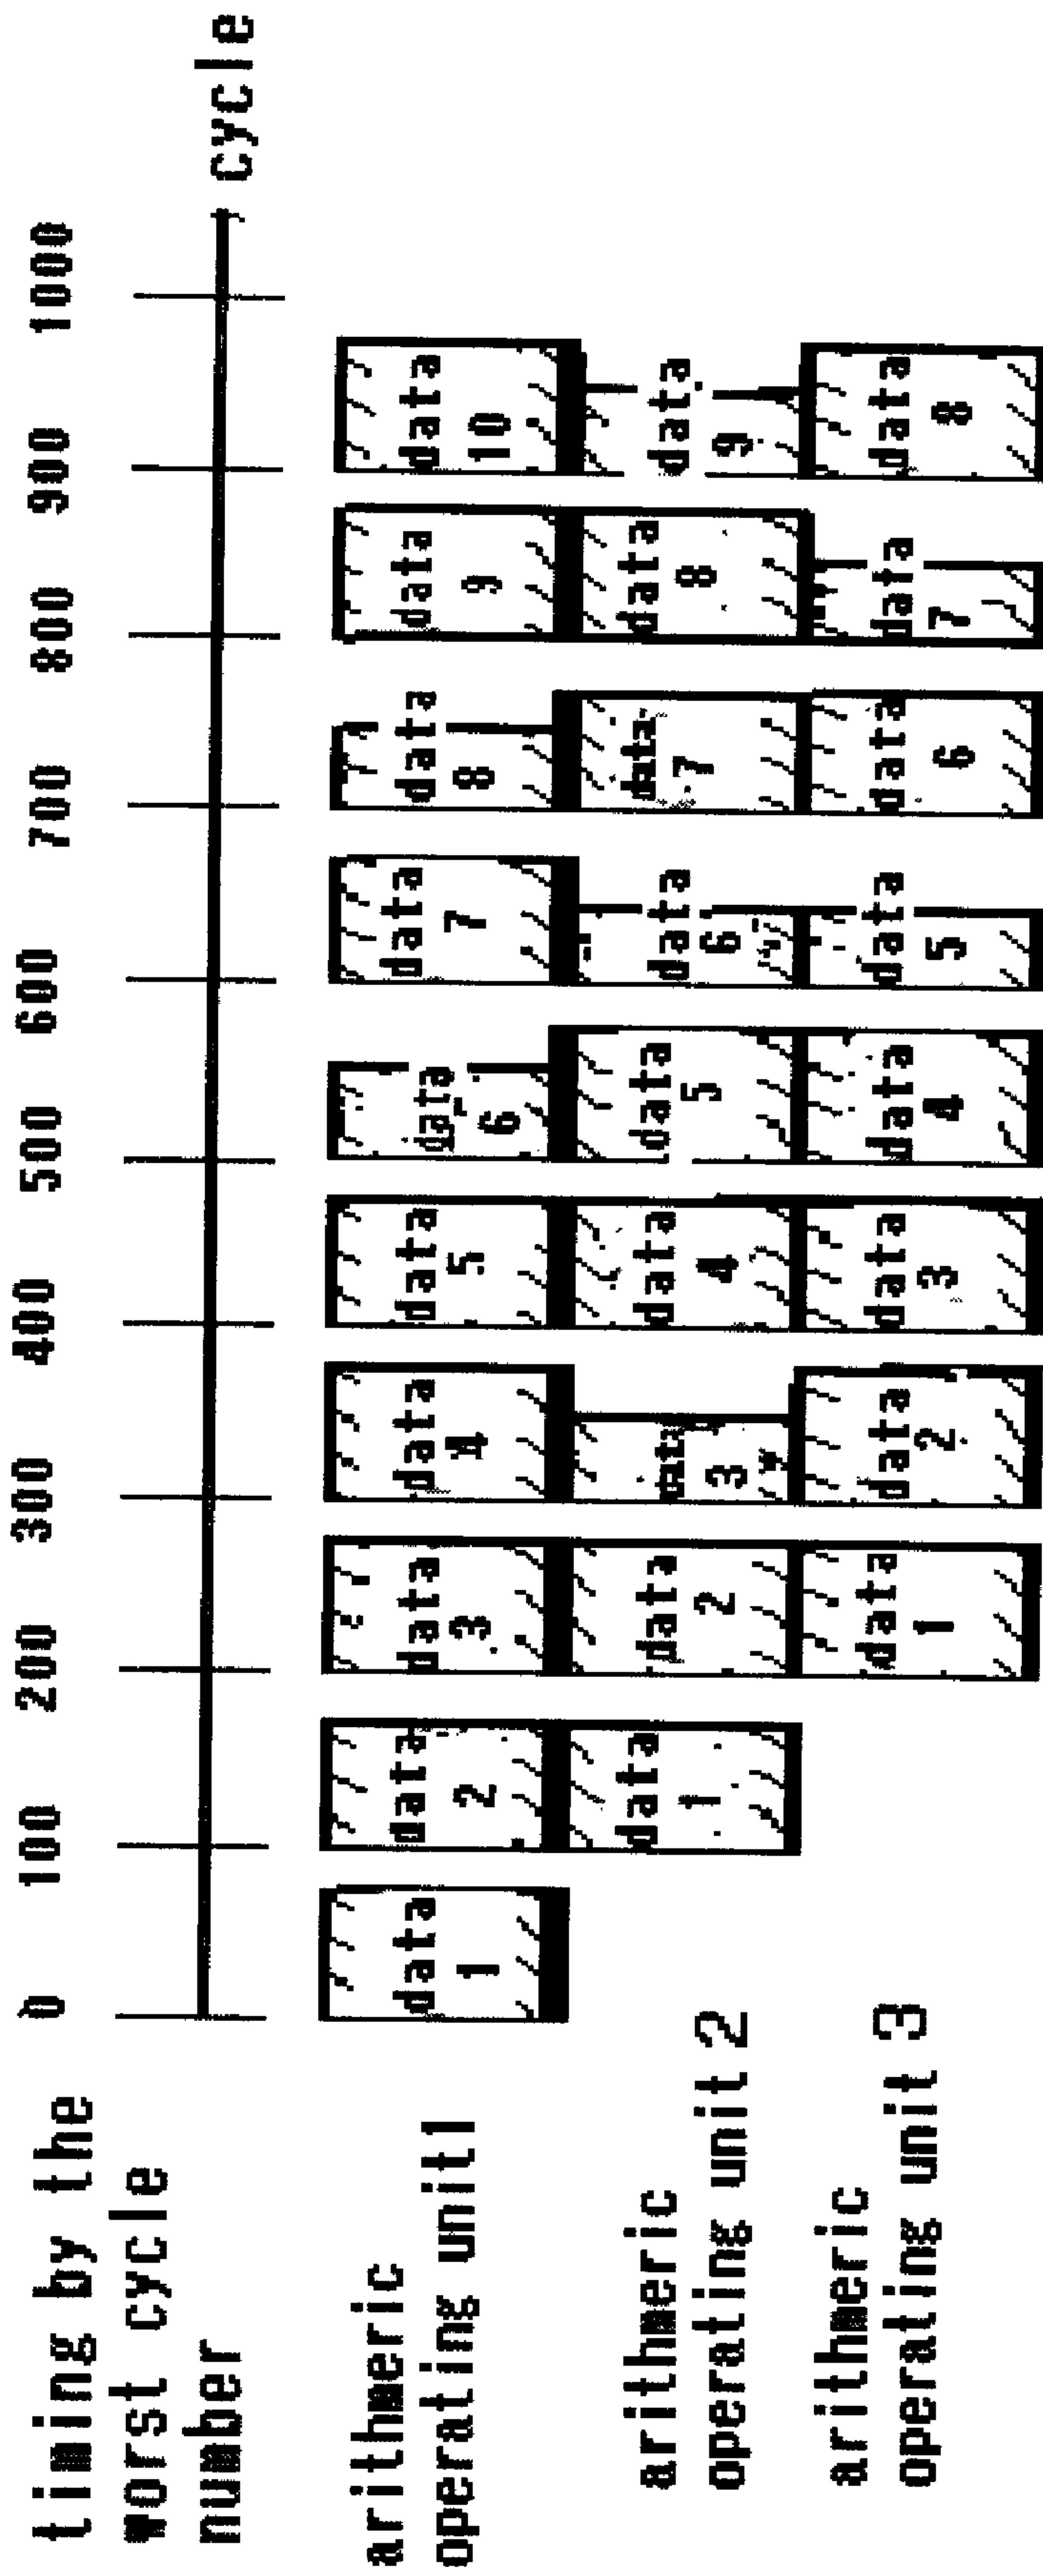 timing by the
worst cycle
number
0 100 200 300 400 500 600 700 800 900 1000
cycle
arithmeric
operating unit1
data 1
data 2
data 3
data 4
data 5
data 6
data 7
data 8
data 9
data 10
arithmeric
operating unit 2
data 1
data 2
data 3
data 4
data 5
data 6
data 7
data 8
data 9
arithmeric
operating unit 3
data 1
data 2
data 3
data 4
data 5
data 6
data 7
data 8